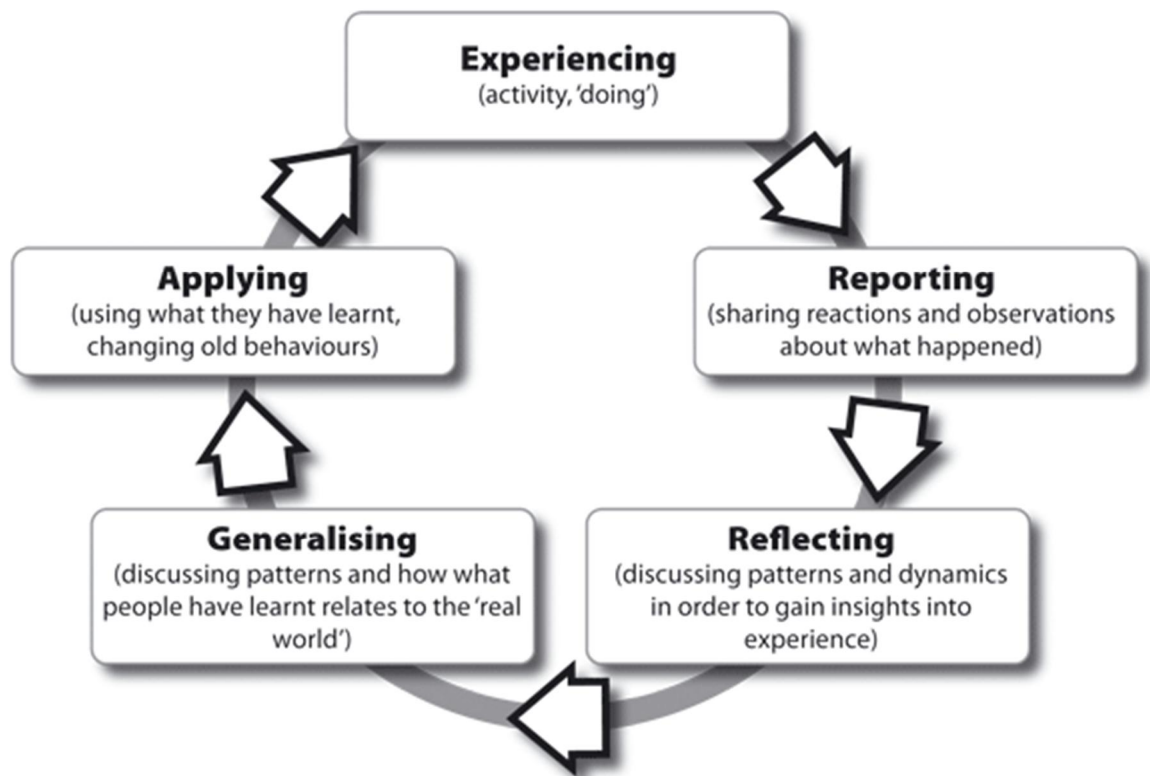 Experiencing
(activity, ‘doing’)
Reporting
(sharing reactions and observations
about what happened)
Reflecting
(discussing patterns and dynamics
in order to gain insights into
experience)
Generalising
(discussing patterns and how what
people have learnt relates to the ‘real
world’)
Applying
(using what they have learnt,
changing old behaviours)